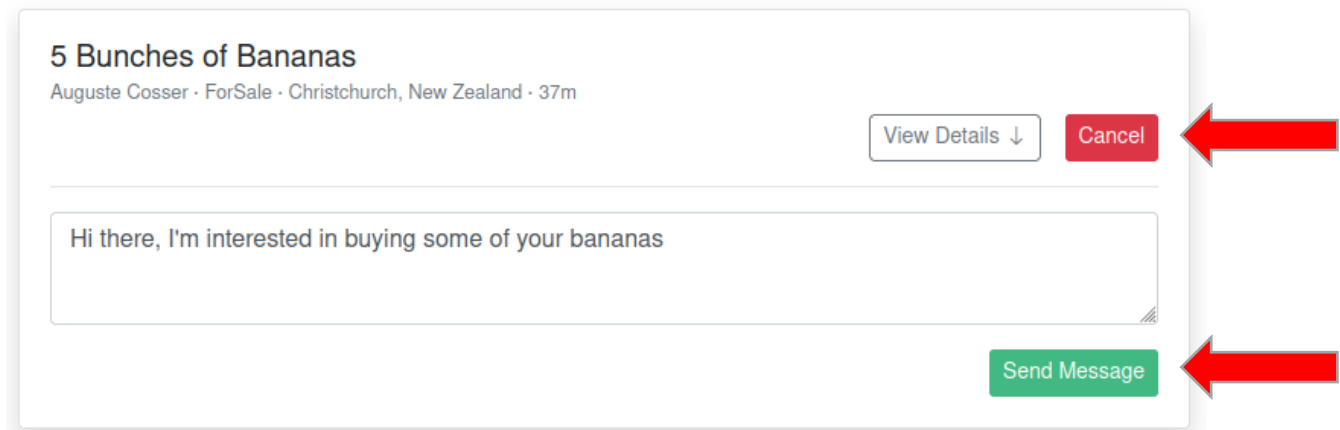 5 Bunches of Bananas
Auguste Cosser · ForSale · Christchurch, New Zealand · 37m
View Details ↓ Cancel
Hi there, I'm interested in buying some of your bananas
Send Message